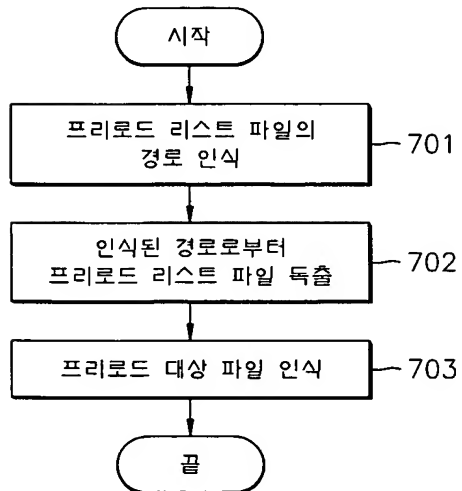 시작
프리로드 리스트 파일의
경로 인식
701
인식된 경로로부터
프리로드 리스트 파일 독출
702
프리로드 대상 파일 인식
703
끝